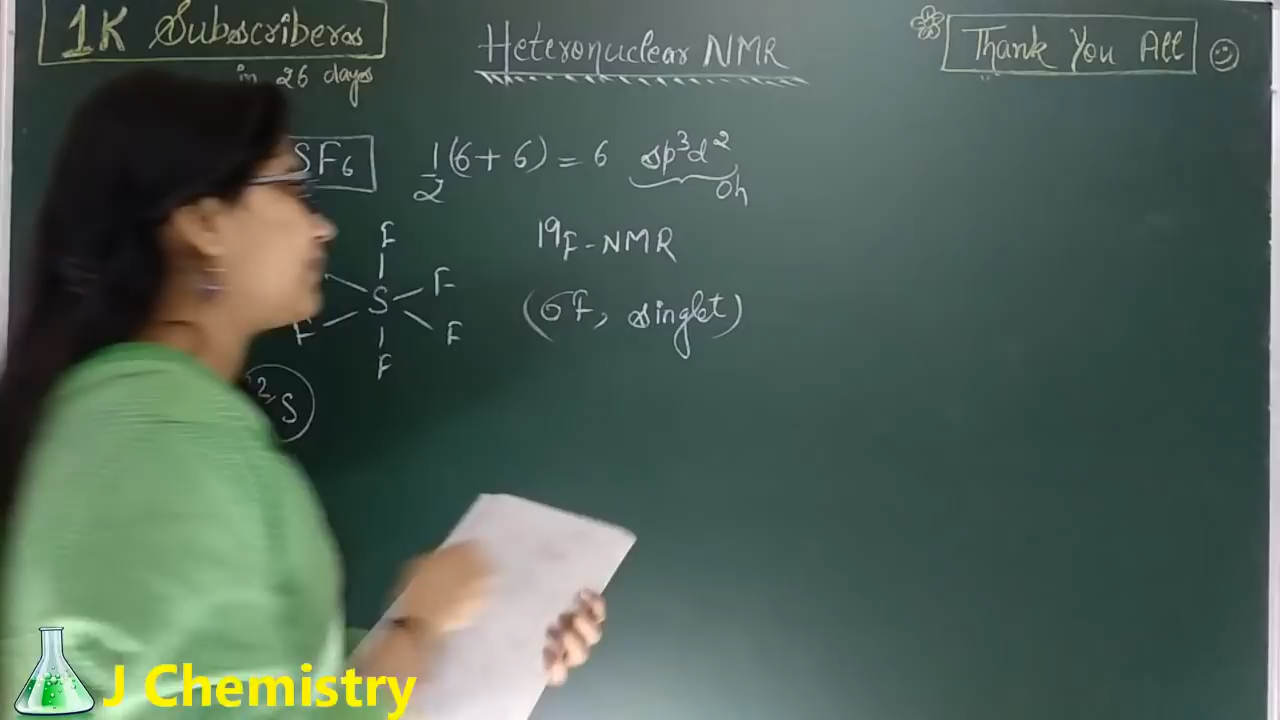 1K Subscribers
in 26 days
Heteronuclear NMR
Thank You All
SF6 1/2(6+6) = 6 sp³d²
Oh
¹⁹F-NMR
(6F, singlet)
F
F
S
F
F
F
S
J Chemistry